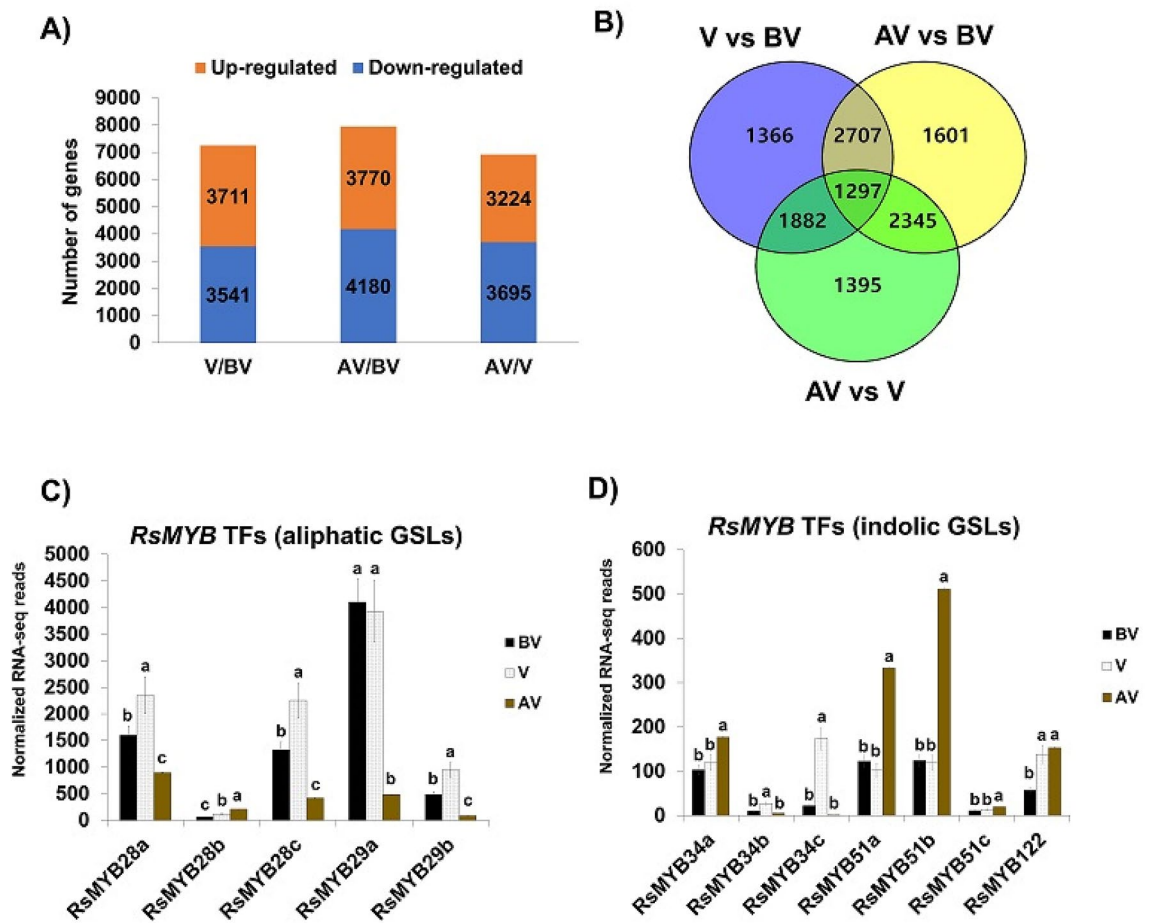 A)
Up-regulated Down-regulated
Number of genes
9000
8000
7000
6000
5000
4000
3000
2000
1000
0
3711 3770 3224
3541 4180 3695
V/BV AV/BV AV/V
B)
V vs BV AV vs BV
1366 2707 1601
1297
1882 2345
1395
AV vs V
C)
RsMYB TFs (aliphatic GSLs)
Normalized RNA-seq reads
5000
4500
4000
3500
3000
2500
2000
1500
1000
500
0
b a c
c b a
b a c
a a b
b a c
BV
V
AV
RsMYB28a
RsMYB28b
RsMYB28c
RsMYB29a
RsMYB29b
D)
RsMYB TFs (indolic GSLs)
Normalized RNA-seq reads
600
500
400
300
200
100
0
b b a
b a b
b a b
b b a
b b a
b b a
b a a
BV
V
AV
RsMYB34a
RsMYB34b
RsMYB34c
RsMYB51a
RsMYB51b
RsMYB51c
RsMYB122